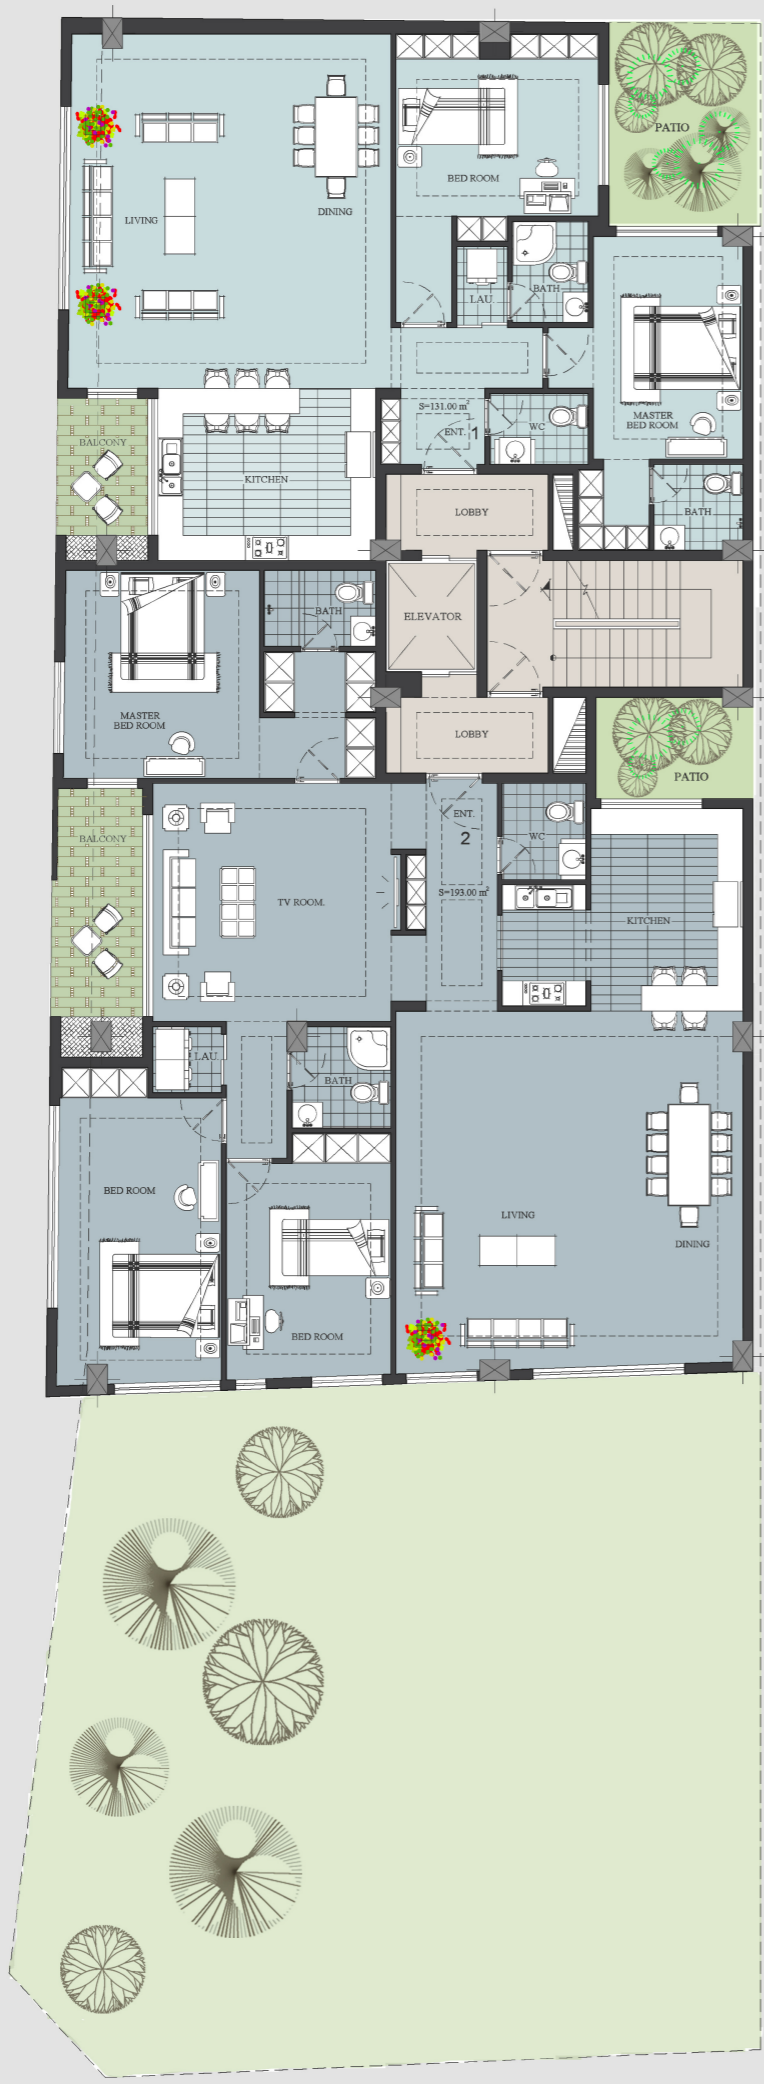 PATIO
BED ROOM
LIVING
DINING
LAU
BATH
S=131.00 m²
ENT. 1
WC
MASTER
BED ROOM
BALCONY
KITCHEN
LOBBY
BATH
BATH
ELEVATOR
MASTER
BED ROOM
LOBBY
PATIO
ENT.
2
WC
BALCONY
TV ROOM.
S=193.00 m²
KITCHEN
LAU
BATH
BED ROOM
LIVING
DINING
BED ROOM